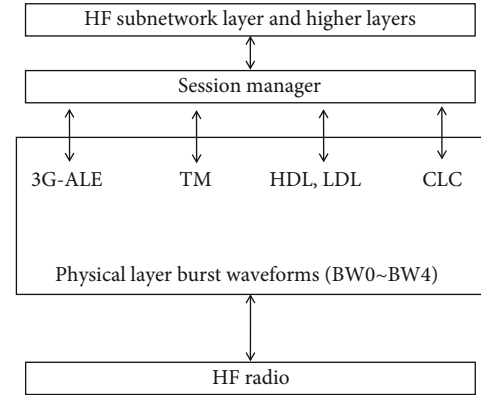 HF subnetwork layer and higher layers
Session manager
3G-ALE TM HDL, LDL CLC
Physical layer burst waveforms (BW0~BW4)
HF radio